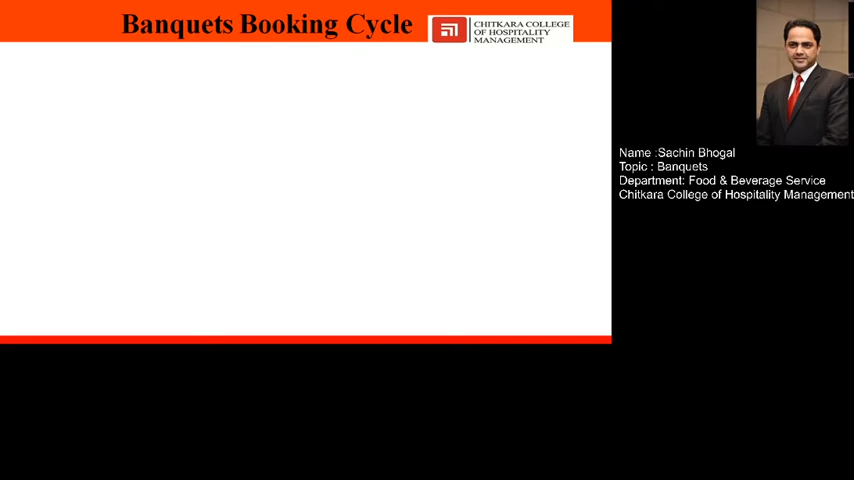 Banquets Booking Cycle
CHITKARA COLLEGE
OF HOSPITALITY
MANAGEMENT
Name :Sachin Bhogal
Topic : Banquets
Department: Food & Beverage Service
Chitkara College of Hospitality Management